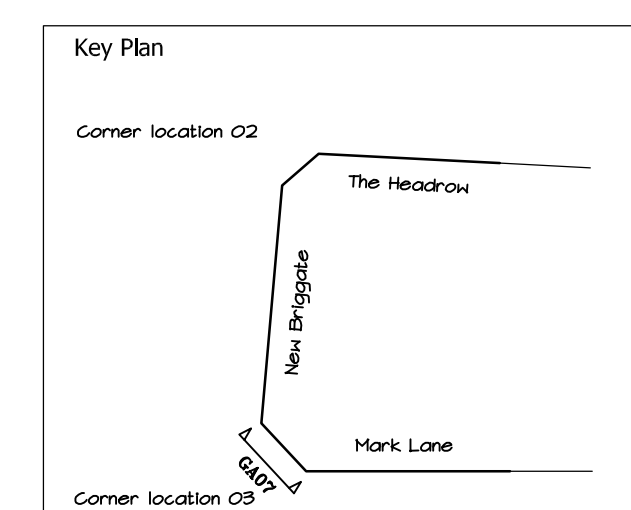 Key Plan
Corner location 02
The Headrow
New Briggate
Mark Lane
GA07
Corner location 03